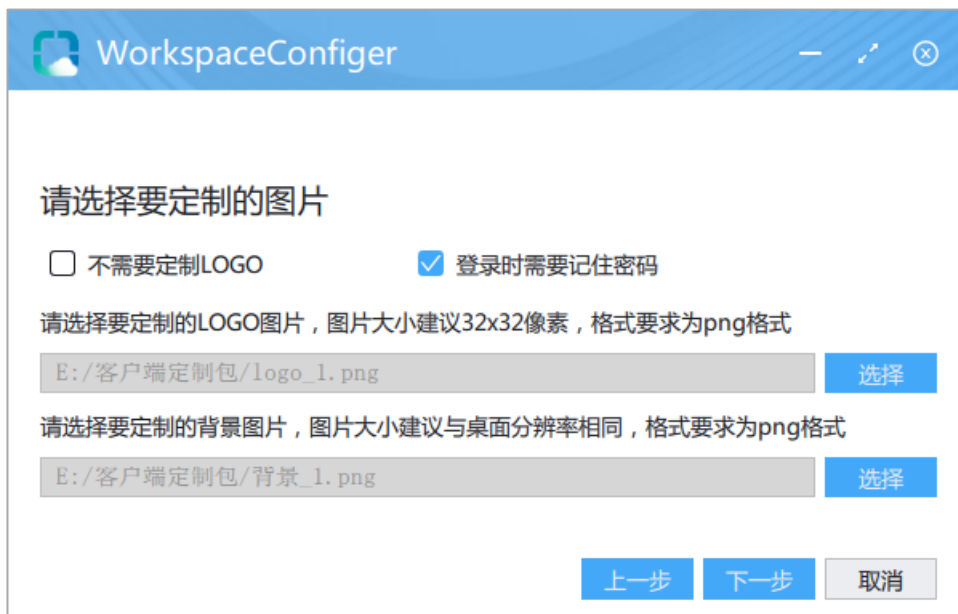 WorkspaceConfiger
请选择要定制的图片
不需要定制LOGO 登录时需要记住密码
请选择要定制的LOGO图片，图片大小建议32x32像素，格式要求为png格式
E:/客户端定制包/logo_1.png 选择
请选择要定制的背景图片，图片大小建议与桌面分辨率相同，格式要求为png格式
E:/客户端定制包/背景_1.png 选择
上一步 下一步 取消